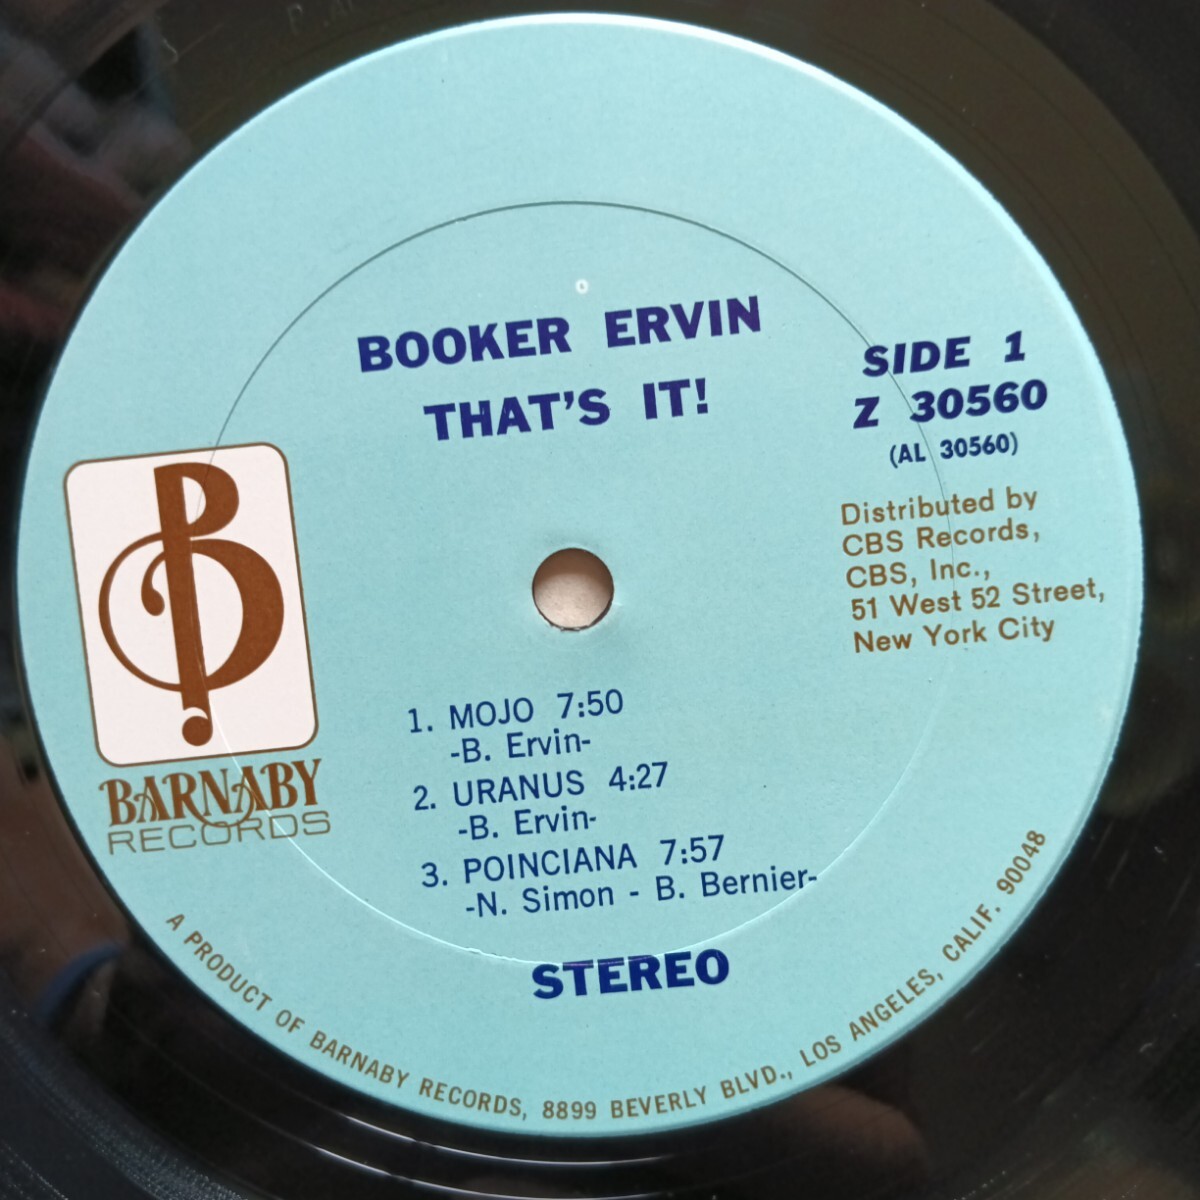 BOOKER ERVIN
THAT'S IT!
SIDE 1
Z 30560
(AL 30560)
Distributed by
CBS Records,
CBS, Inc.,
51 West 52 Street,
New York City
B
BARNABY
RECORDS
1. MOJO 7:50
-B. Ervin-
2. URANUS 4:27
-B. Ervin-
3. POINCIANA 7:57
-N. Simon - B. Bernier-
STEREO
A PRODUCT OF BARNABY RECORDS, 8899 BEVERLY BLVD., LOS ANGELES, CALIF. 90048